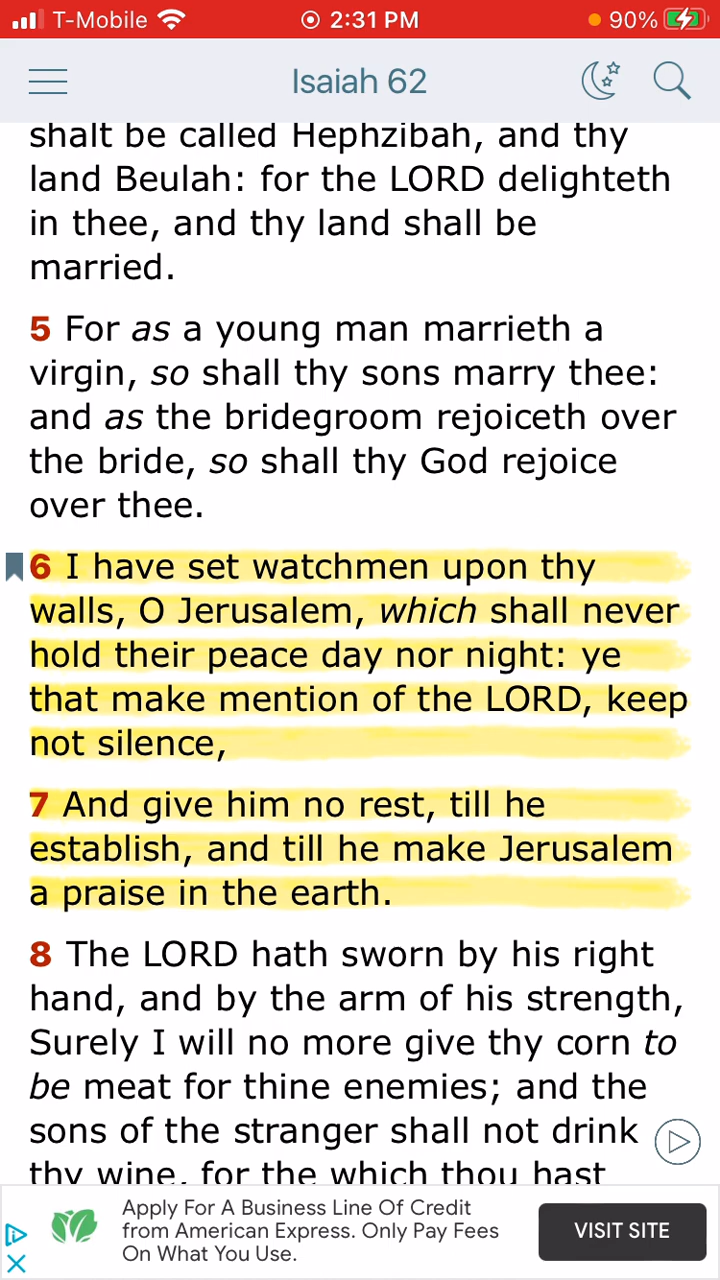 T-Mobile 2:31 PM 90%
Isaiah 62
shalt be called Hephzibah, and thy
land Beulah: for the LORD delighteth
in thee, and thy land shall be
married.
5 For as a young man marrieth a
virgin, so shall thy sons marry thee:
and as the bridegroom rejoiceth over
the bride, so shall thy God rejoice
over thee.
6 I have set watchmen upon thy
walls, O Jerusalem, which shall never
hold their peace day nor night: ye
that make mention of the LORD, keep
not silence,
7 And give him no rest, till he
establish, and till he make Jerusalem
a praise in the earth.
8 The LORD hath sworn by his right
hand, and by the arm of his strength,
Surely I will no more give thy corn to
be meat for thine enemies; and the
sons of the stranger shall not drink
thy wine, for the which thou hast
Apply For A Business Line Of Credit
from American Express. Only Pay Fees
On What You Use.
VISIT SITE